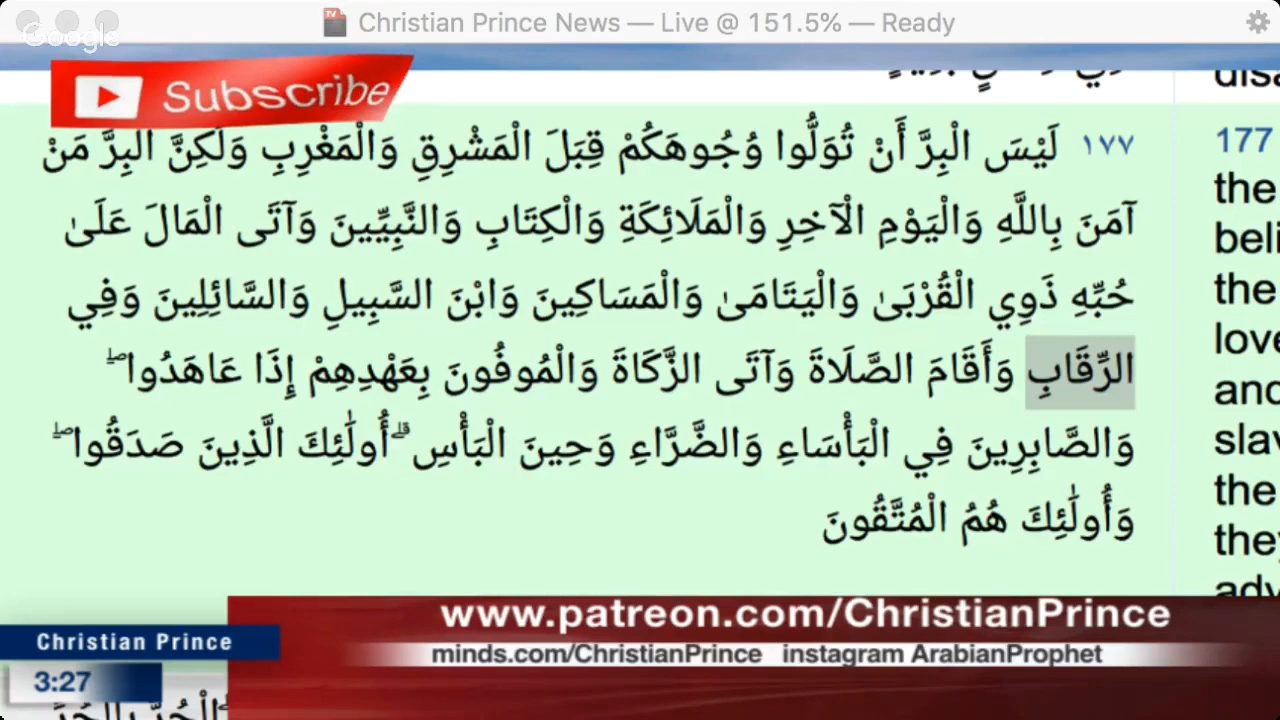 Christian Prince News — Live @ 151.5% — Ready
Google
Subscribe
١٧٧ لَيْسَ الْبِرَّ أَنْ تُوَلُّوا وُجُوهَكُمْ قِبَلَ الْمَشْرِقِ وَالْمَغْرِبِ وَلَٰكِنَّ الْبِرَّ مَنْ
آمَنَ بِاللَّهِ وَالْيَوْمِ الْآخِرِ وَالْمَلَائِكَةِ وَالْكِتَابِ وَالنَّبِيِّينَ وَآتَى الْمَالَ عَلَىٰ
حُبِّهِ ذَوِي الْقُرْبَىٰ وَالْيَتَامَىٰ وَالْمَسَاكِينَ وَابْنَ السَّبِيلِ وَالسَّائِلِينَ وَفِي
الرِّقَابِ وَأَقَامَ الصَّلَاةَ وَآتَى الزَّكَاةَ وَالْمُوفُونَ بِعَهْدِهِمْ إِذَا عَاهَدُوا ۖ
وَالصَّابِرِينَ فِي الْبَأْسَاءِ وَالضَّرَّاءِ وَحِينَ الْبَأْسِ ۗ أُولَٰئِكَ الَّذِينَ صَدَقُوا ۖ
وَأُولَٰئِكَ هُمُ الْمُتَّقُونَ
177
the
beli
the
love
and
slav
the
they
adv
www.patreon.com/ChristianPrince
minds.com/ChristianPrince instagram ArabianProphet
Christian Prince
3:27